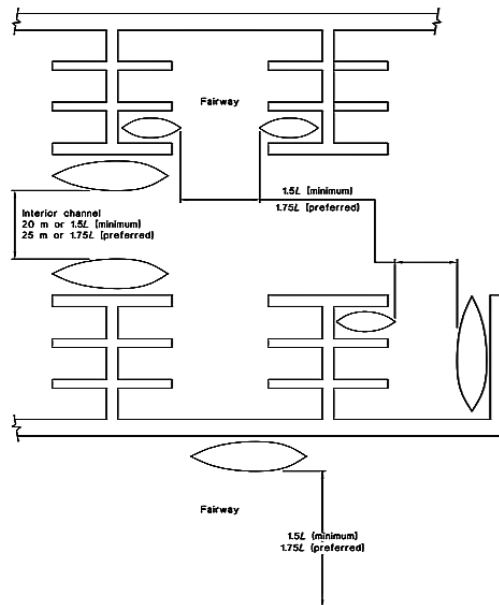 Fairway
1.5L (minimum)
1.75L (preferred)
Interior channel
20 m or 1.5L (minimum)
25 m or 1.75L (preferred)
Fairway
1.5L (minimum)
1.75L (preferred)